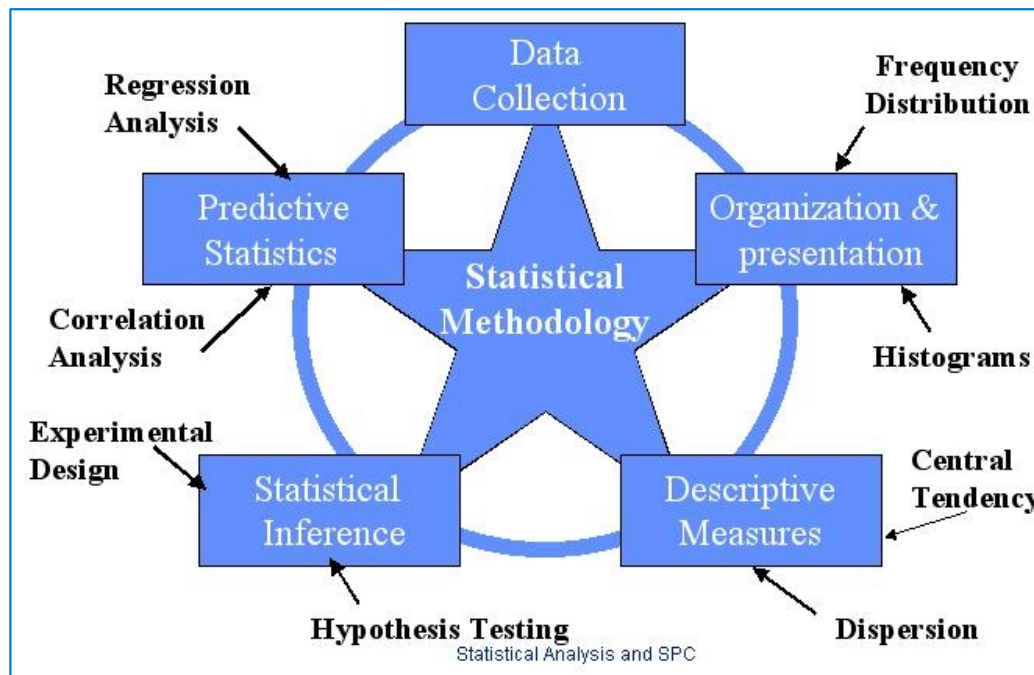 Data
Collection
Regression
Analysis
Frequency
Distribution
Predictive
Statistics
Organization &
presentation
Statistical
Methodology
Correlation
Analysis
Histograms
Experimental
Design
Statistical
Inference
Descriptive
Measures
Central
Tendency
Hypothesis Testing
Dispersion
Statistical Analysis and SPC